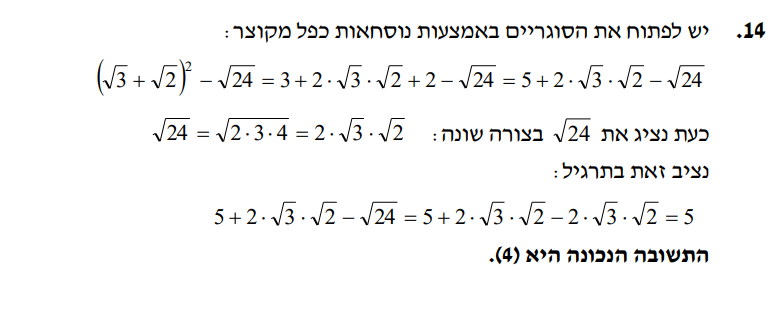 14. יש לפתוח את הסוגריים באמצעות נוסחאות כפל מקוצר:
(√3 + √2)² − √24 = 3 + 2·√3·√2 + 2 − √24 = 5 + 2·√3·√2 − √24
כעת נציג את √24 בצורה שונה: √24 = √(2·3·4) = 2·√3·√2
נציב זאת בתרגיל:
5 + 2·√3·√2 − √24 = 5 + 2·√3·√2 − 2·√3·√2 = 5
התשובה הנכונה היא (4).